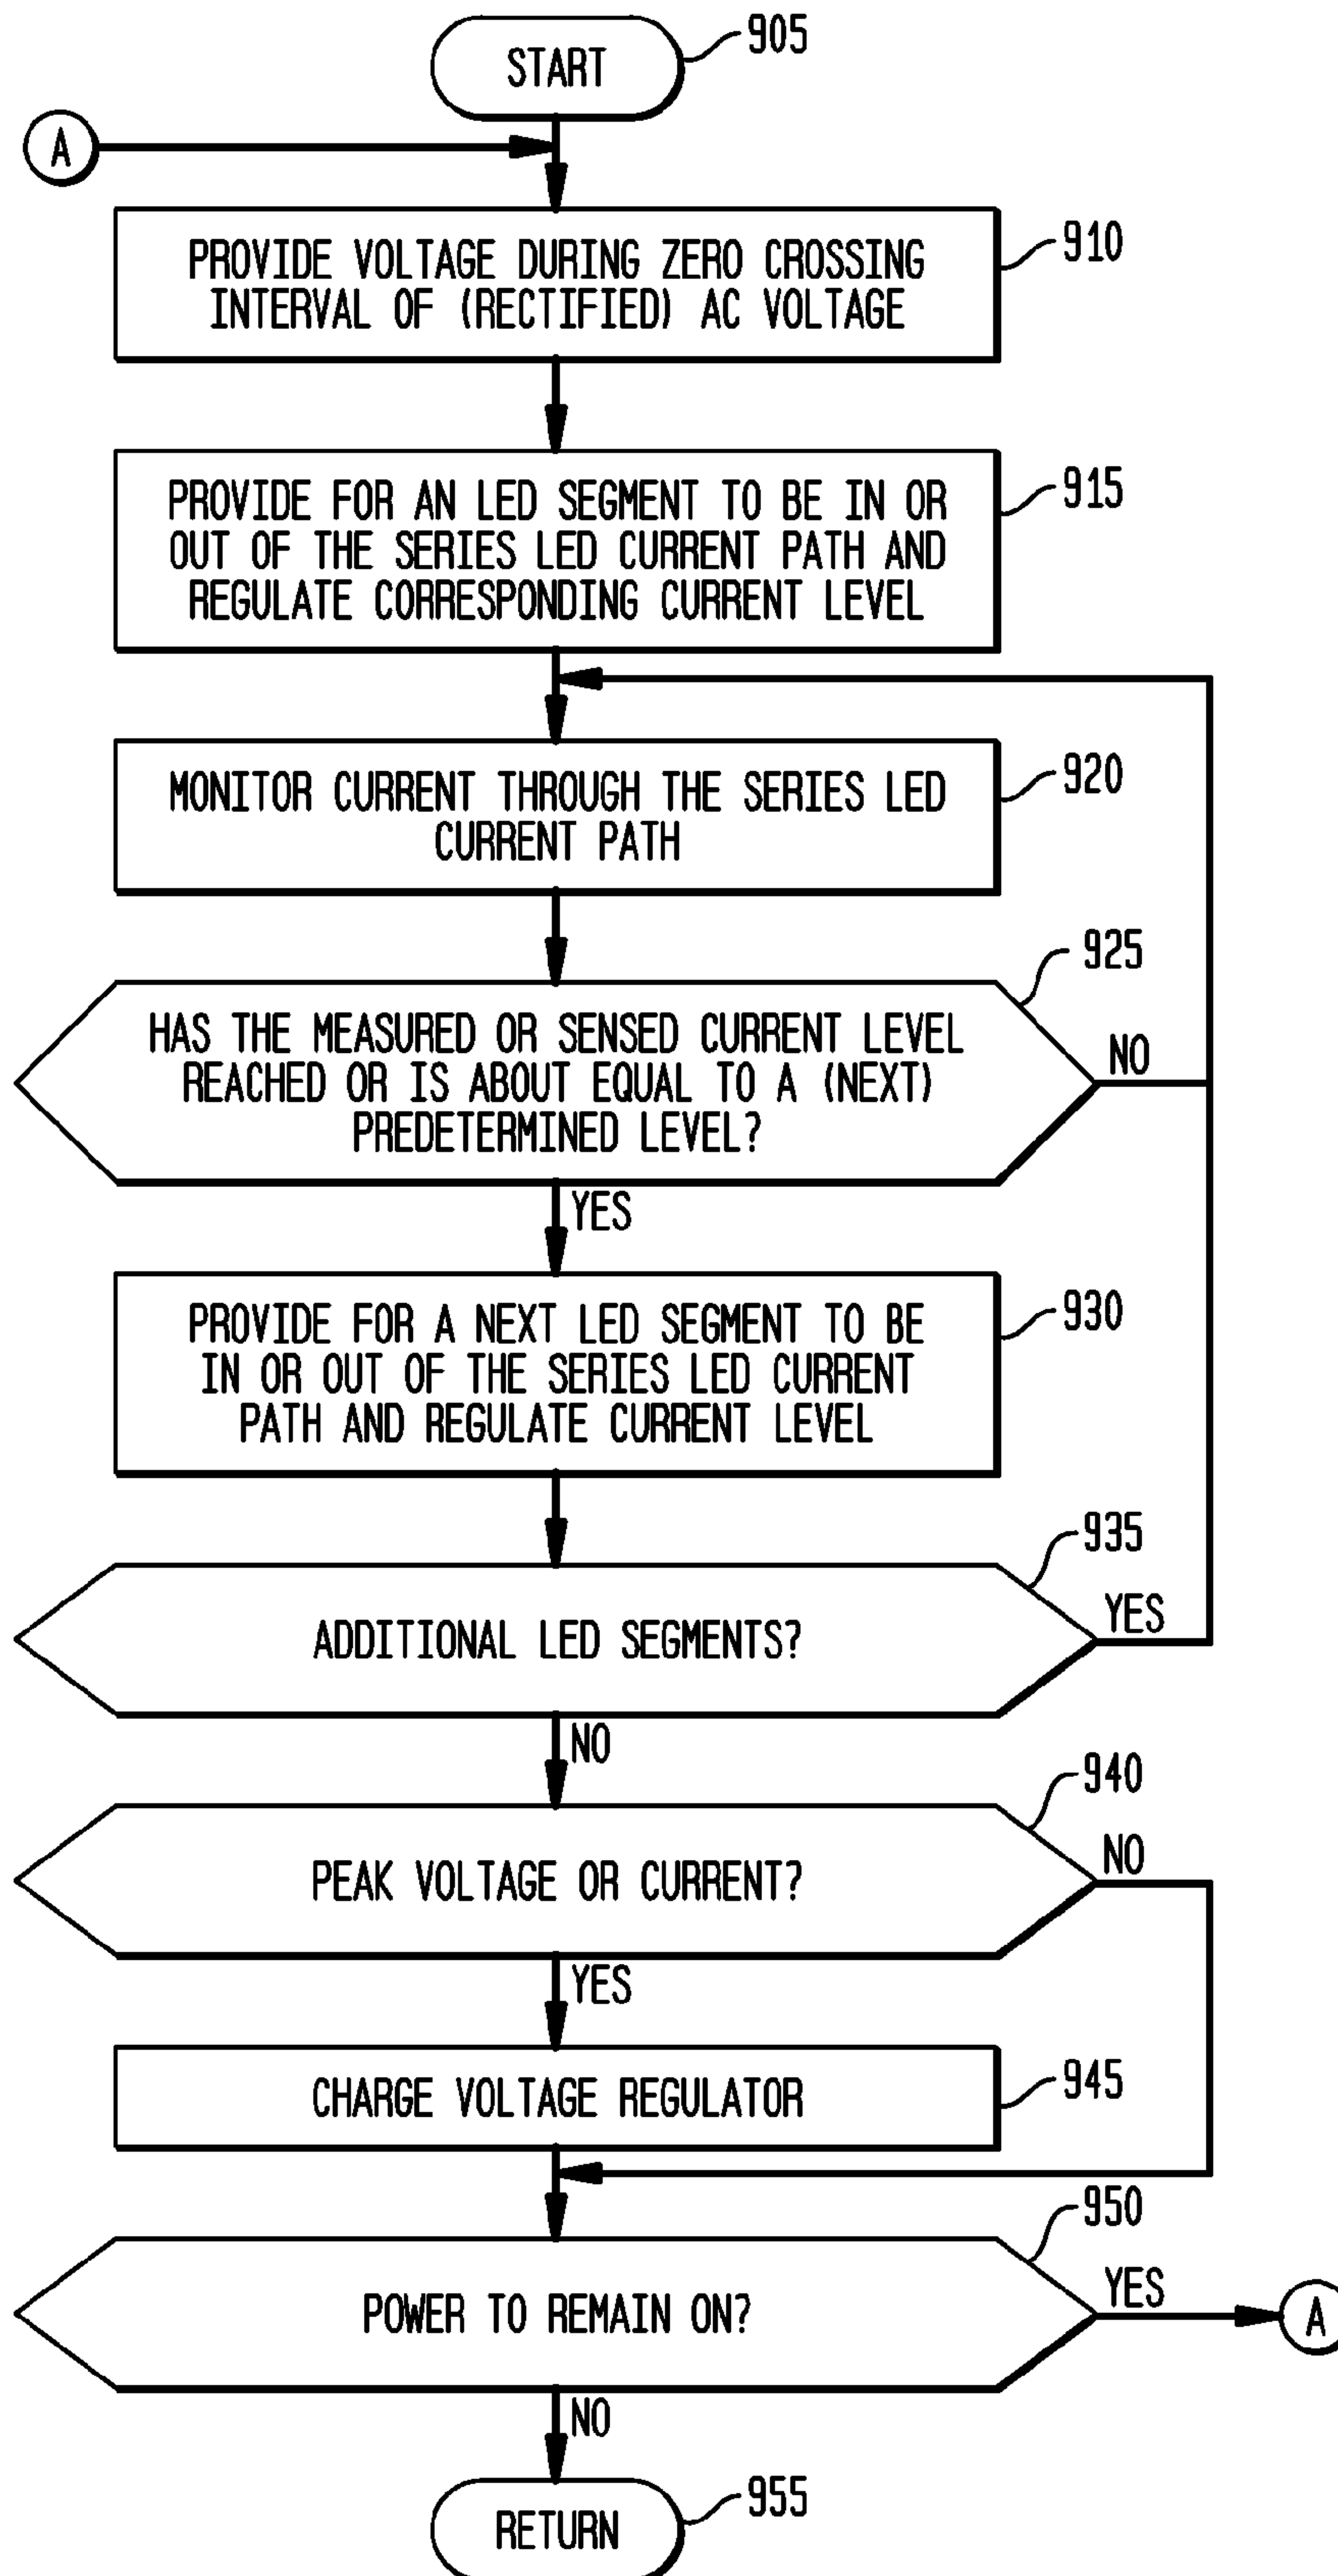 START
905
A
PROVIDE VOLTAGE DURING ZERO CROSSING
INTERVAL OF (RECTIFIED) AC VOLTAGE
910
PROVIDE FOR AN LED SEGMENT TO BE IN OR
OUT OF THE SERIES LED CURRENT PATH AND
REGULATE CORRESPONDING CURRENT LEVEL
915
MONITOR CURRENT THROUGH THE SERIES LED
CURRENT PATH
920
HAS THE MEASURED OR SENSED CURRENT LEVEL
REACHED OR IS ABOUT EQUAL TO A (NEXT)
PREDETERMINED LEVEL?
925
NO
YES
PROVIDE FOR A NEXT LED SEGMENT TO BE
IN OR OUT OF THE SERIES LED CURRENT
PATH AND REGULATE CURRENT LEVEL
930
ADDITIONAL LED SEGMENTS?
935
YES
NO
PEAK VOLTAGE OR CURRENT?
940
NO
YES
CHARGE VOLTAGE REGULATOR
945
POWER TO REMAIN ON?
950
YES
A
NO
RETURN
955